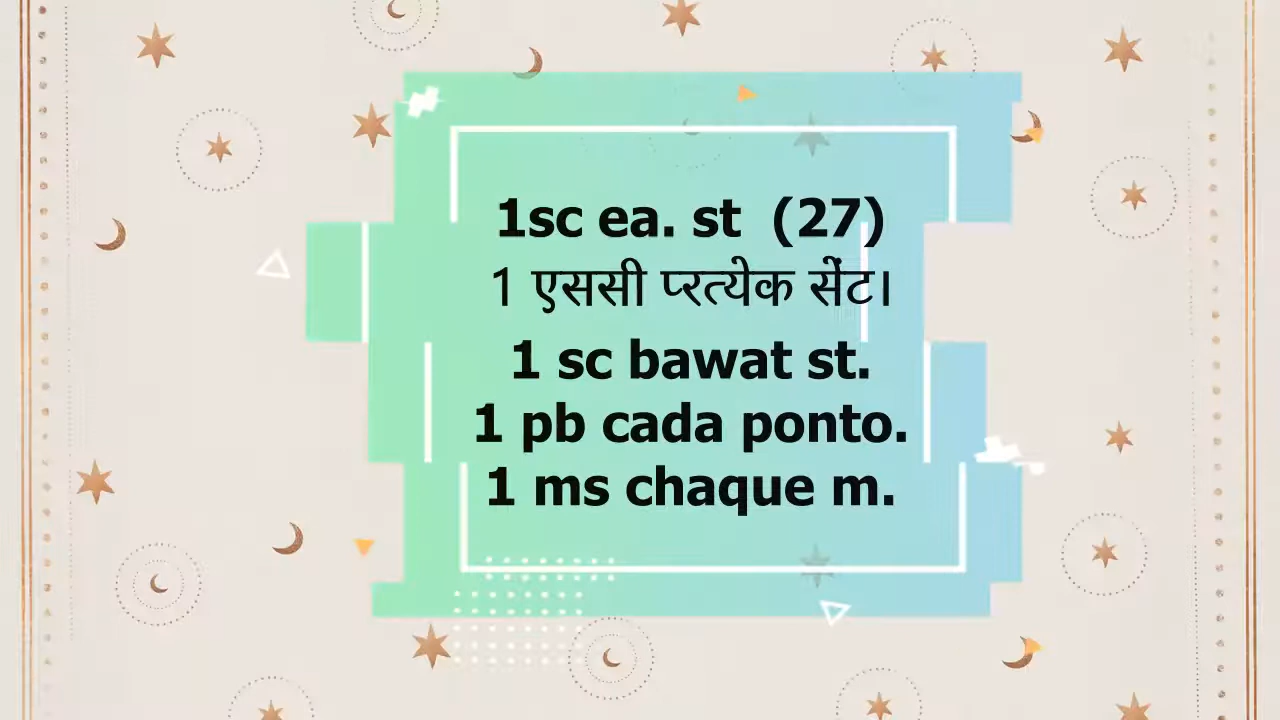 1sc ea. st (27)
1 एससी प्रत्येक सेंट।
1 sc bawat st.
1 pb cada ponto.
1 ms chaque m.